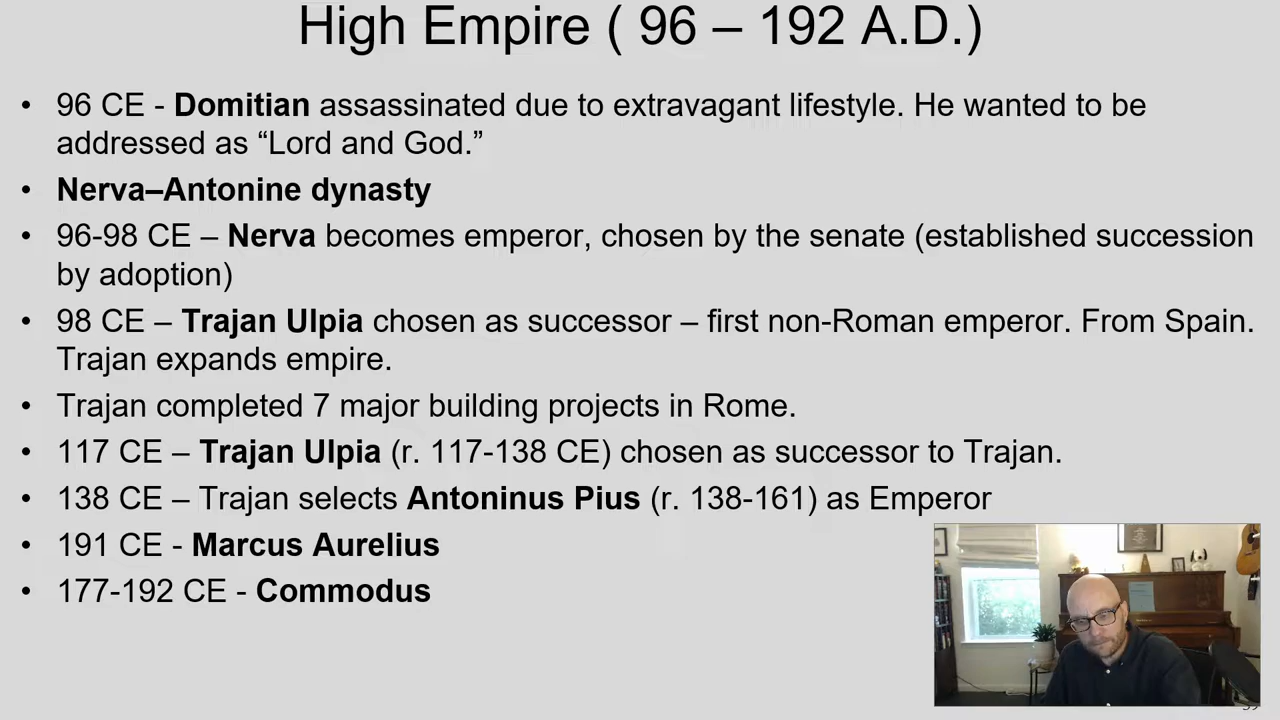 High Empire ( 96 – 192 A.D.)
• 96 CE - Domitian assassinated due to extravagant lifestyle. He wanted to be
addressed as “Lord and God.”
• Nerva–Antonine dynasty
• 96-98 CE – Nerva becomes emperor, chosen by the senate (established succession
by adoption)
• 98 CE – Trajan Ulpia chosen as successor – first non-Roman emperor. From Spain.
Trajan expands empire.
• Trajan completed 7 major building projects in Rome.
• 117 CE – Trajan Ulpia (r. 117-138 CE) chosen as successor to Trajan.
• 138 CE – Trajan selects Antoninus Pius (r. 138-161) as Emperor
• 191 CE - Marcus Aurelius
• 177-192 CE - Commodus